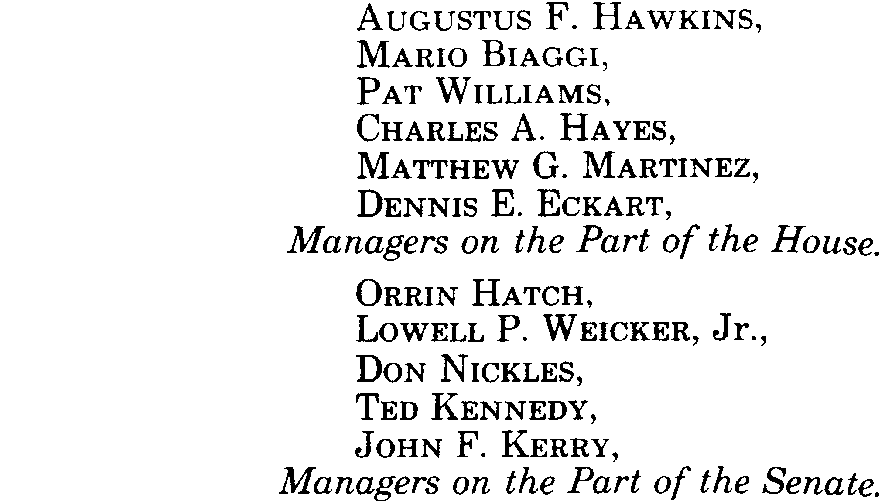 AUGUSTUS F. HAWKINS,
MARIO BIAGGI,
PAT WILLIAMS,
CHARLES A. HAYES,
MATTHEW G. MARTINEZ,
DENNIS E. ECKART,
Managers on the Part of the House.
ORRIN HATCH,
LOWELL P. WEICKER, Jr.,
DON NICKLES,
TED KENNEDY,
JOHN F. KERRY,
Managers on the Part of the Senate.